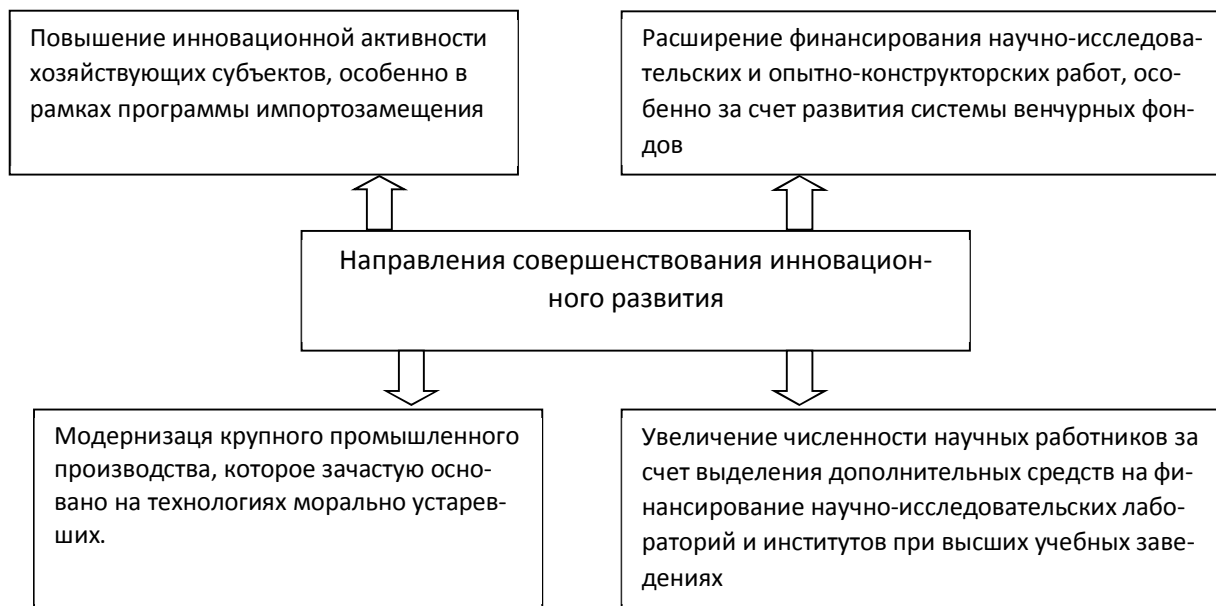 Повышение инновационной активности
хозяйствующих субъектов, особенно в
рамках программы импортозамещения
Расширение финансирования научно-исследова-
тельских и опытно-конструкторских работ, осо-
бенно за счет развития системы венчурных фон-
дов
Направления совершенствования инновацион-
ного развития
Модернизаця крупного промышленного
производства, которое зачастую осно-
вано на технологиях морально устарев-
ших.
Увеличение численности научных работников за
счет выделения дополнительных средств на фи-
нансирование научно-исследовательских лабо-
раторий и институтов при высших учебных заве-
дениях